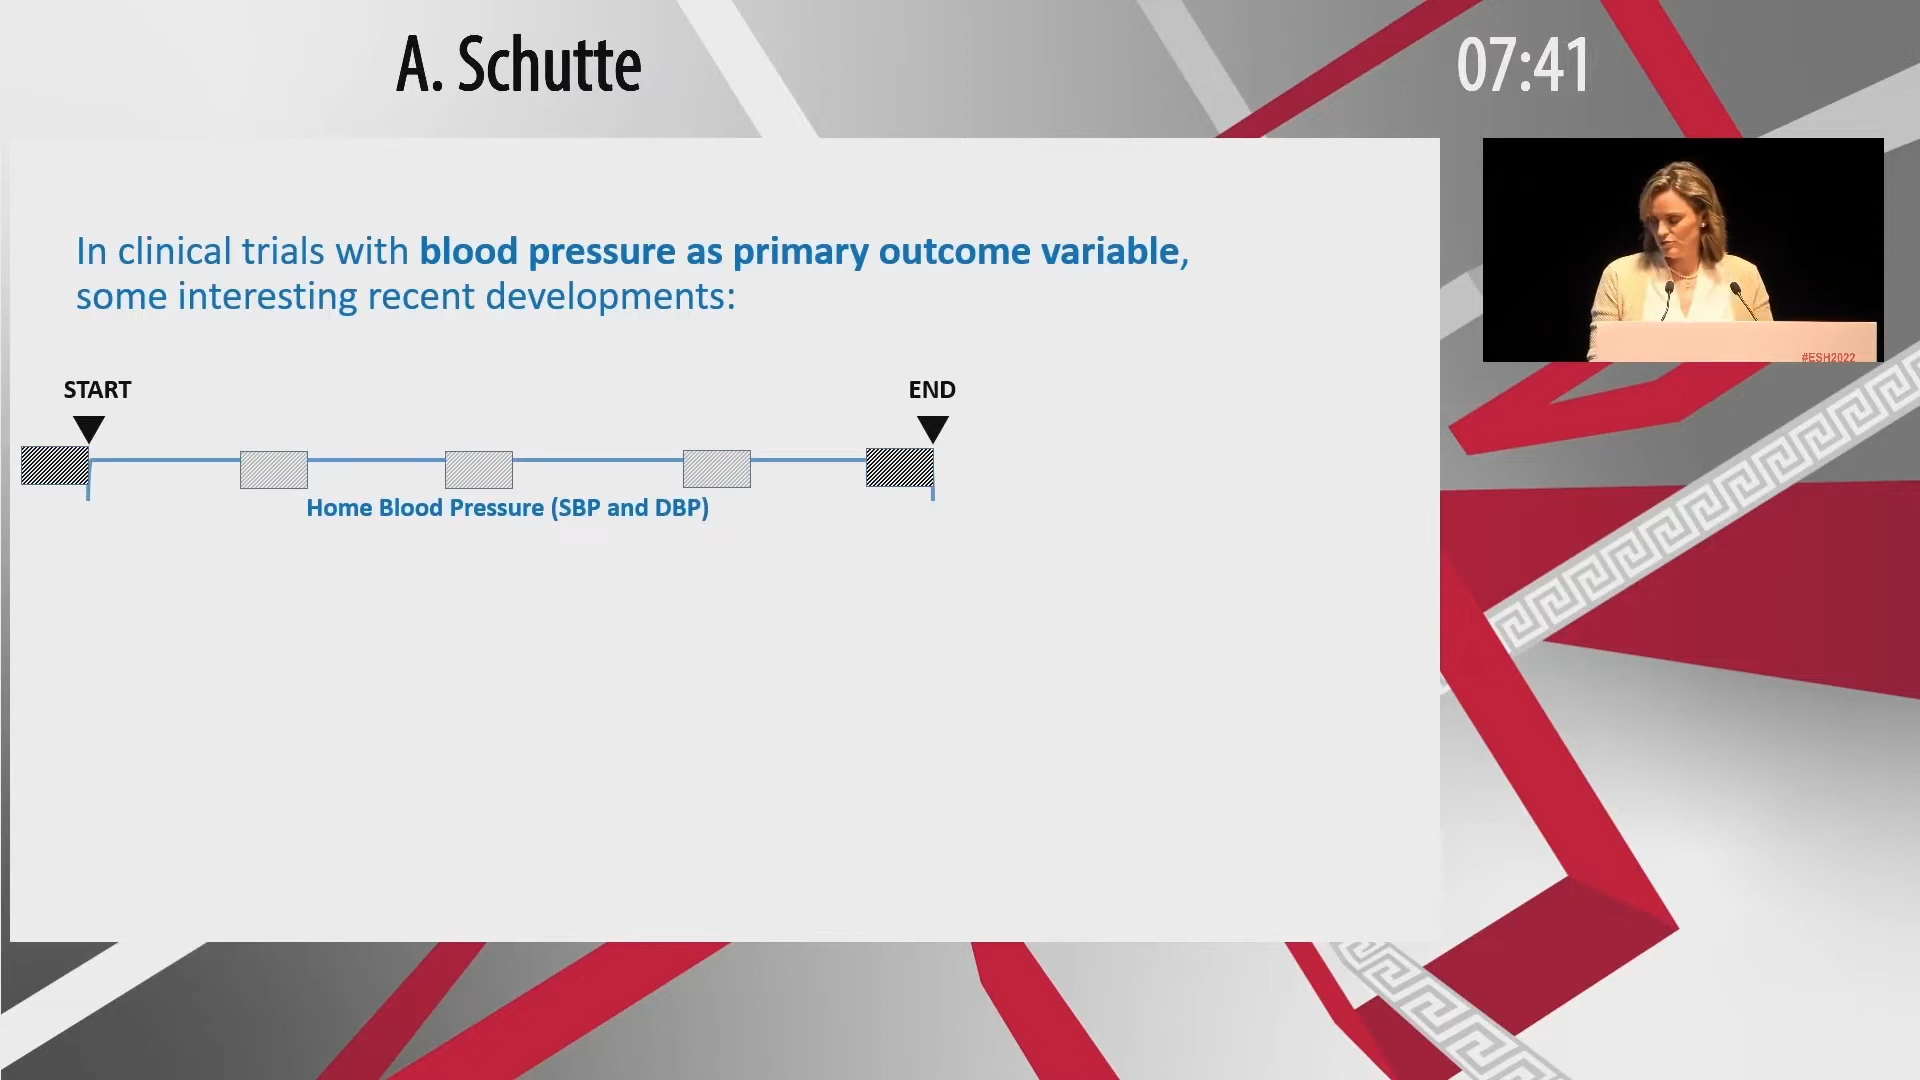 A. Schutte
07:41
In clinical trials with blood pressure as primary outcome variable,
some interesting recent developments:
START
END
Home Blood Pressure (SBP and DBP)
#ESH2022